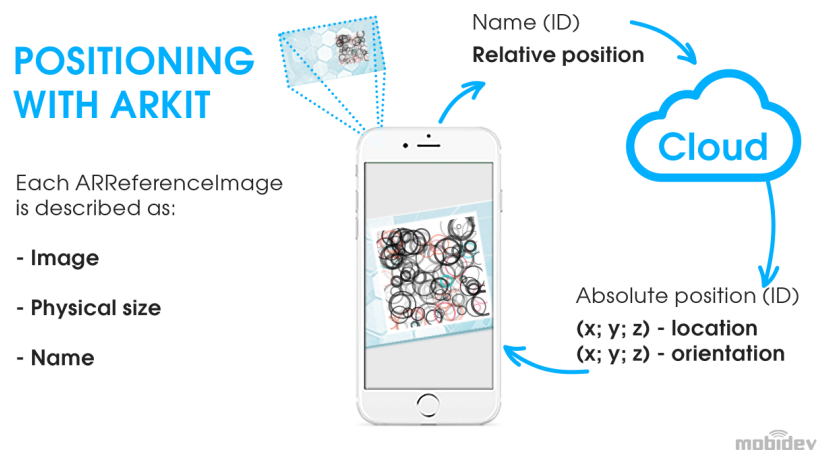 POSITIONING
WITH ARKIT
Each ARReferenceImage
is described as:
- Image
- Physical size
- Name
Name (ID)
Relative position
Cloud
Absolute position (ID)
(x; y; z) - location
(x; y; z) - orientation
mobidev